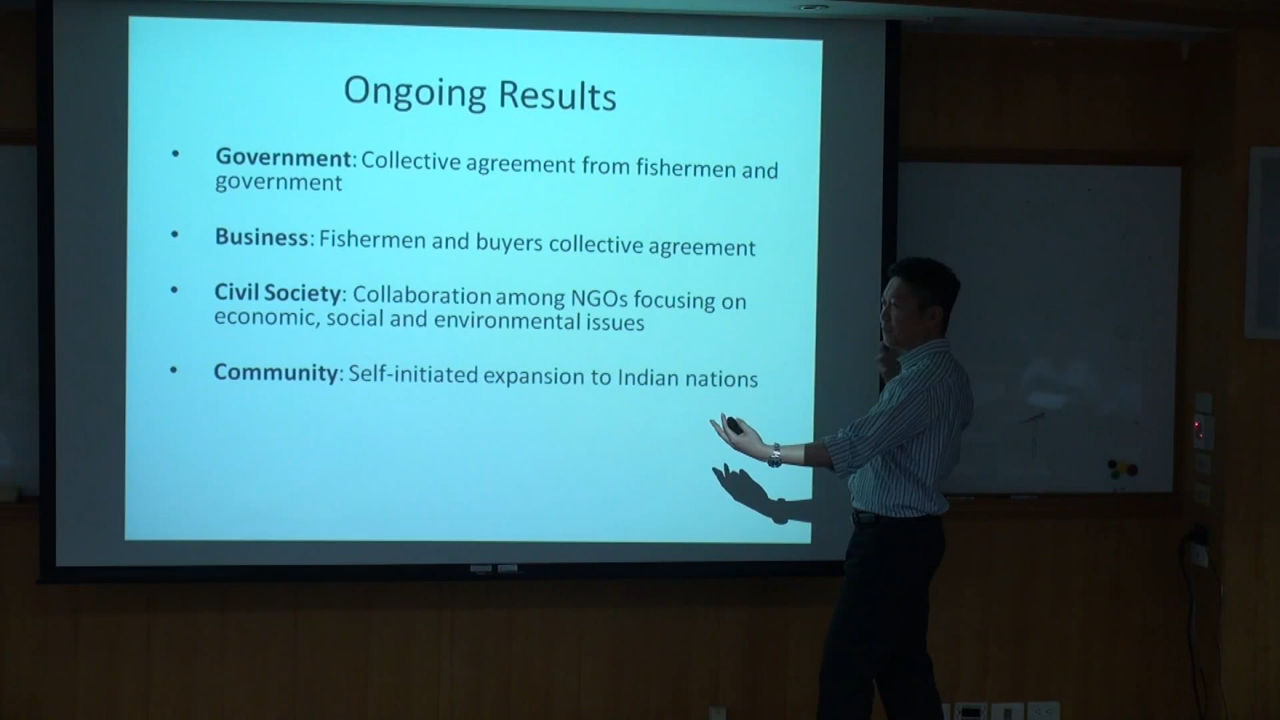 Ongoing Results
• Government: Collective agreement from fishermen and
government
• Business: Fishermen and buyers collective agreement
• Civil Society: Collaboration among NGOs focusing on
economic, social and environmental issues
• Community: Self-initiated expansion to Indian nations